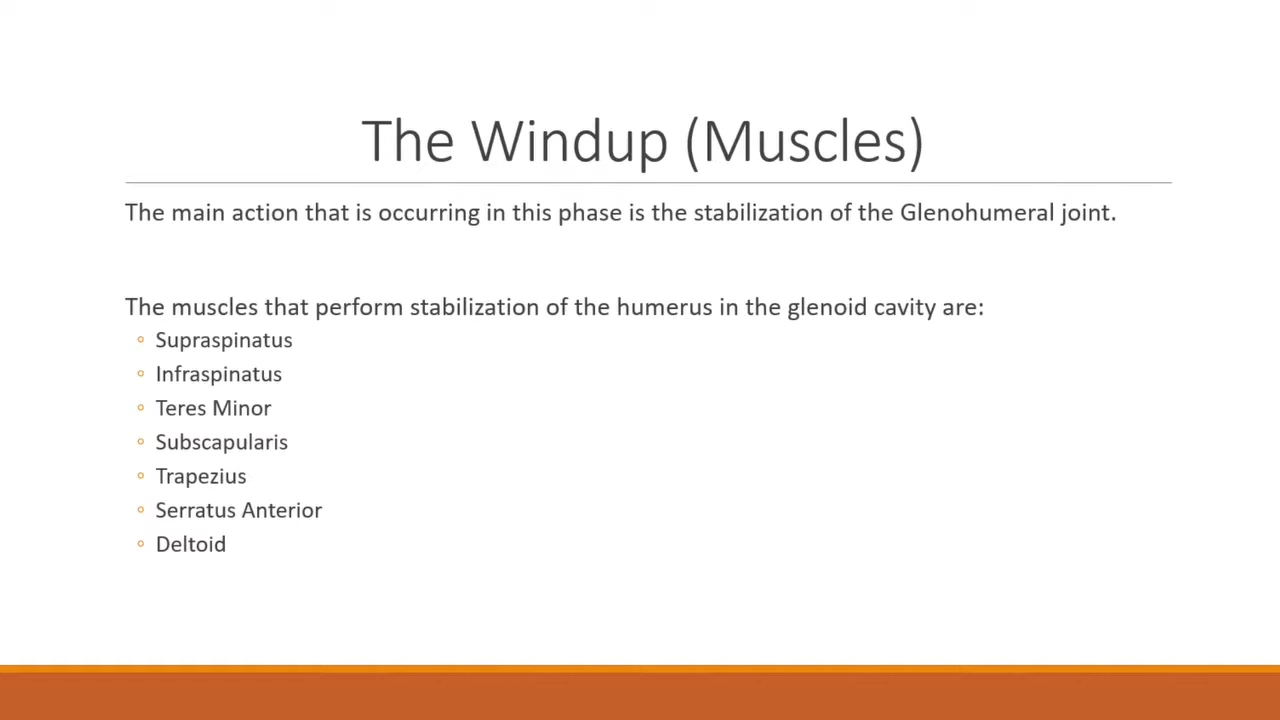 The Windup (Muscles)
The main action that is occurring in this phase is the stabilization of the Glenohumeral joint.
The muscles that perform stabilization of the humerus in the glenoid cavity are:
◦ Supraspinatus
◦ Infraspinatus
◦ Teres Minor
◦ Subscapularis
◦ Trapezius
◦ Serratus Anterior
◦ Deltoid